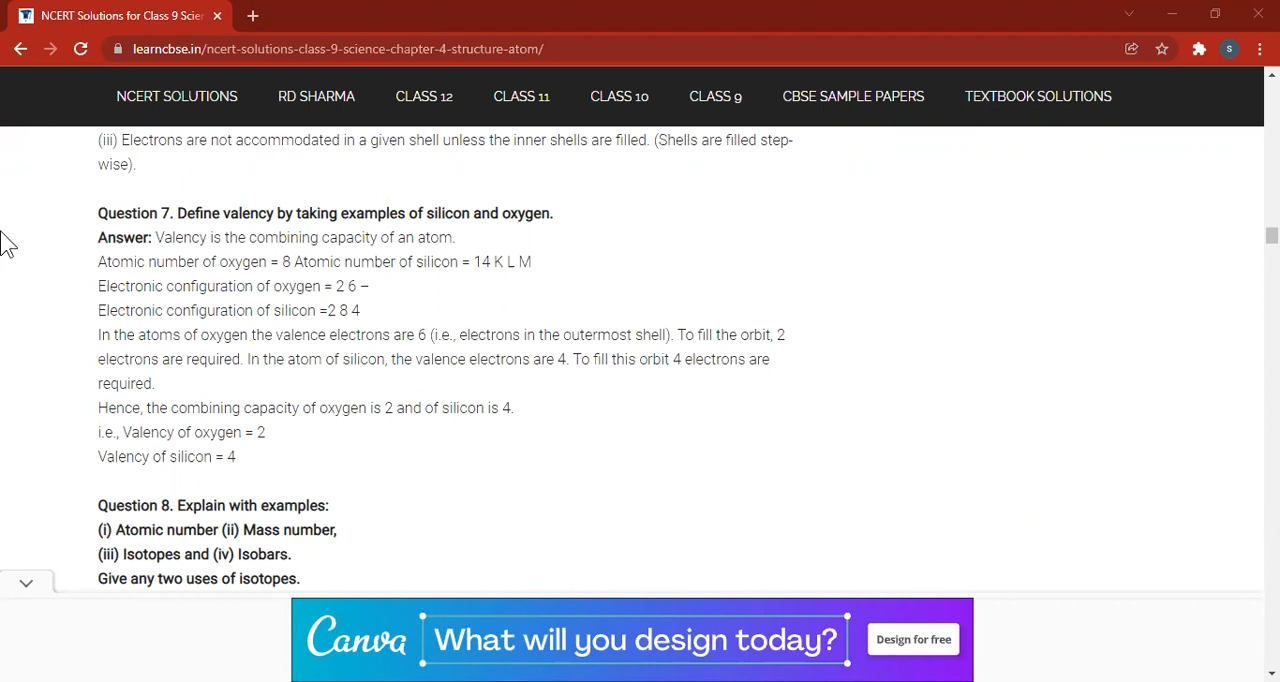 NCERT Solutions for Class 9 Scie
learncbse.in/ncert-solutions-class-9-science-chapter-4-structure-atom/
S
NCERT SOLUTIONS RD SHARMA CLASS 12 CLASS 11 CLASS 10 CLASS 9 CBSE SAMPLE PAPERS TEXTBOOK SOLUTIONS
(iii) Electrons are not accommodated in a given shell unless the inner shells are filled. (Shells are filled step-
wise).
Question 7. Define valency by taking examples of silicon and oxygen.
Answer: Valency is the combining capacity of an atom.
Atomic number of oxygen = 8 Atomic number of silicon = 14 K L M
Electronic configuration of oxygen = 2 6 –
Electronic configuration of silicon =2 8 4
In the atoms of oxygen the valence electrons are 6 (i.e., electrons in the outermost shell). To fill the orbit, 2
electrons are required. In the atom of silicon, the valence electrons are 4. To fill this orbit 4 electrons are
required.
Hence, the combining capacity of oxygen is 2 and of silicon is 4.
i.e., Valency of oxygen = 2
Valency of silicon = 4
Question 8. Explain with examples:
(i) Atomic number (ii) Mass number,
(iii) Isotopes and (iv) Isobars.
Give any two uses of isotopes.
Canva What will you design today? Design for free